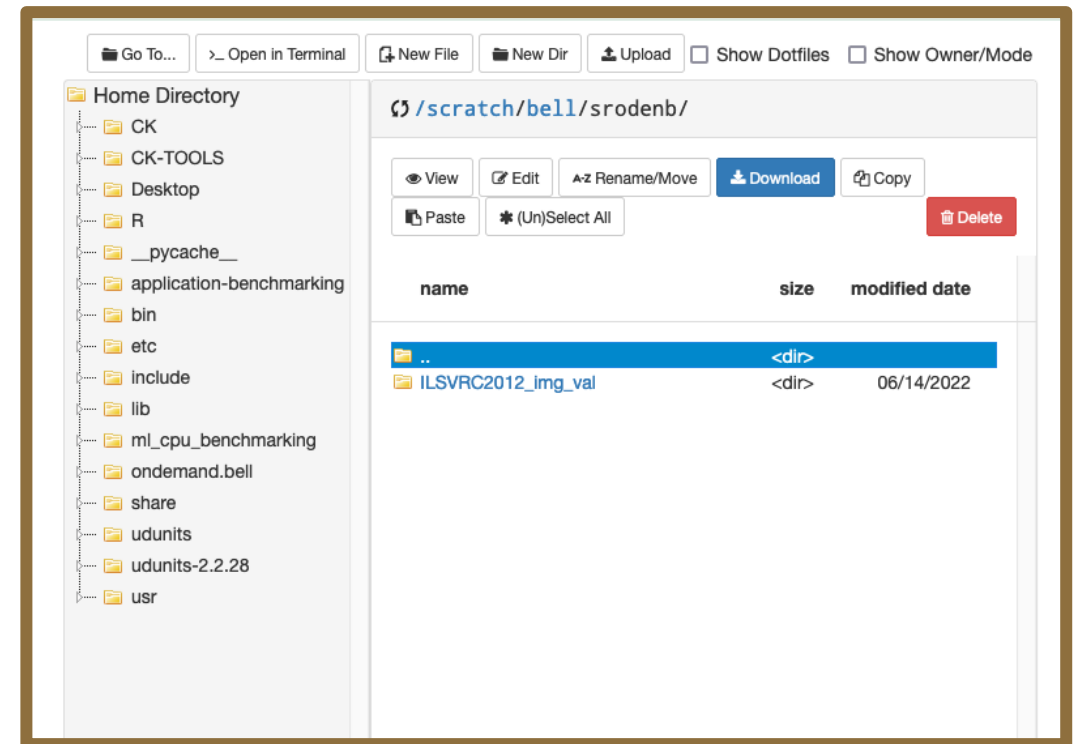 Go To... >_ Open in Terminal New File New Dir Upload Show Dotfiles Show Owner/Mode
Home Directory
CK
CK-TOOLS
Desktop
R
__pycache__
application-benchmarking
bin
etc
include
lib
ml_cpu_benchmarking
ondemand.bell
share
udunits
udunits-2.2.28
usr
/scratch/bell/srodenb/
View Edit A-Z Rename/Move Download Copy
Paste (Un)Select All Delete
name size modified date
.. <dir>
ILSVRC2012_img_val <dir> 06/14/2022